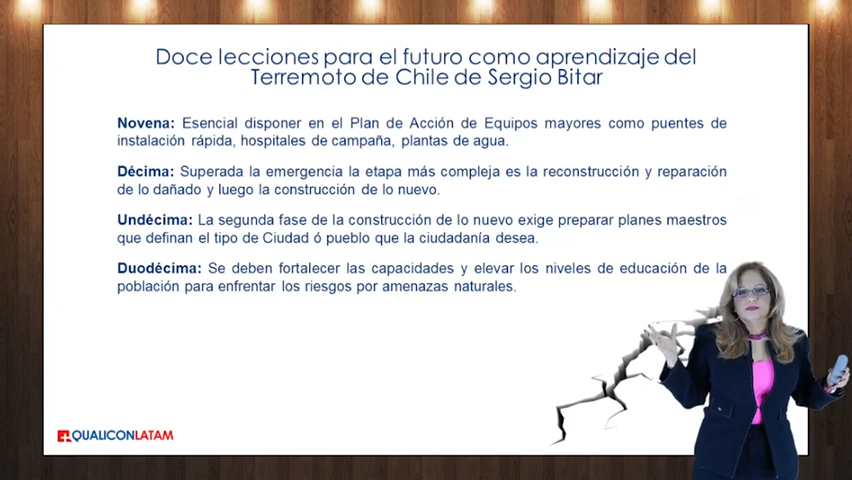 Doce lecciones para el futuro como aprendizaje del
Terremoto de Chile de Sergio Bitar
Novena: Esencial disponer en el Plan de Acción de Equipos mayores como puentes de
instalación rápida, hospitales de campaña, plantas de agua.
Décima: Superada la emergencia la etapa más compleja es la reconstrucción y reparación
de lo dañado y luego la construcción de lo nuevo.
Undécima: La segunda fase de la construcción de lo nuevo exige preparar planes maestros
que definan el tipo de Ciudad ó pueblo que la ciudadanía desea.
Duodécima: Se deben fortalecer las capacidades y elevar los niveles de educación de la
población para enfrentar los riesgos por amenazas naturales.
QUALICONLATAM